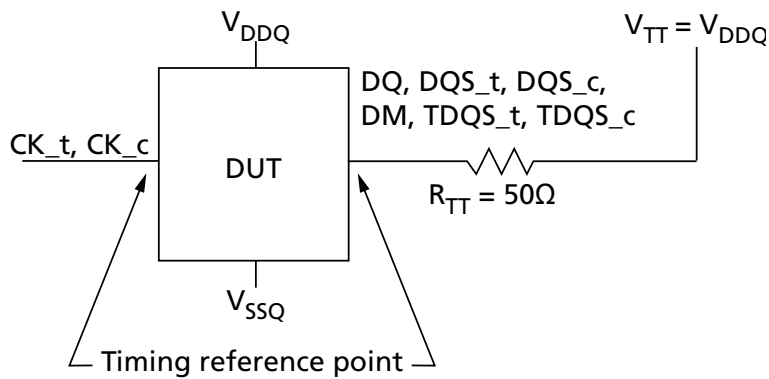 V_DDQ
V_TT = V_DDQ
DQ, DQS_t, DQS_c,
DM, TDQS_t, TDQS_c
CK_t, CK_c
DUT
R_TT = 50Ω
V_SSQ
Timing reference point